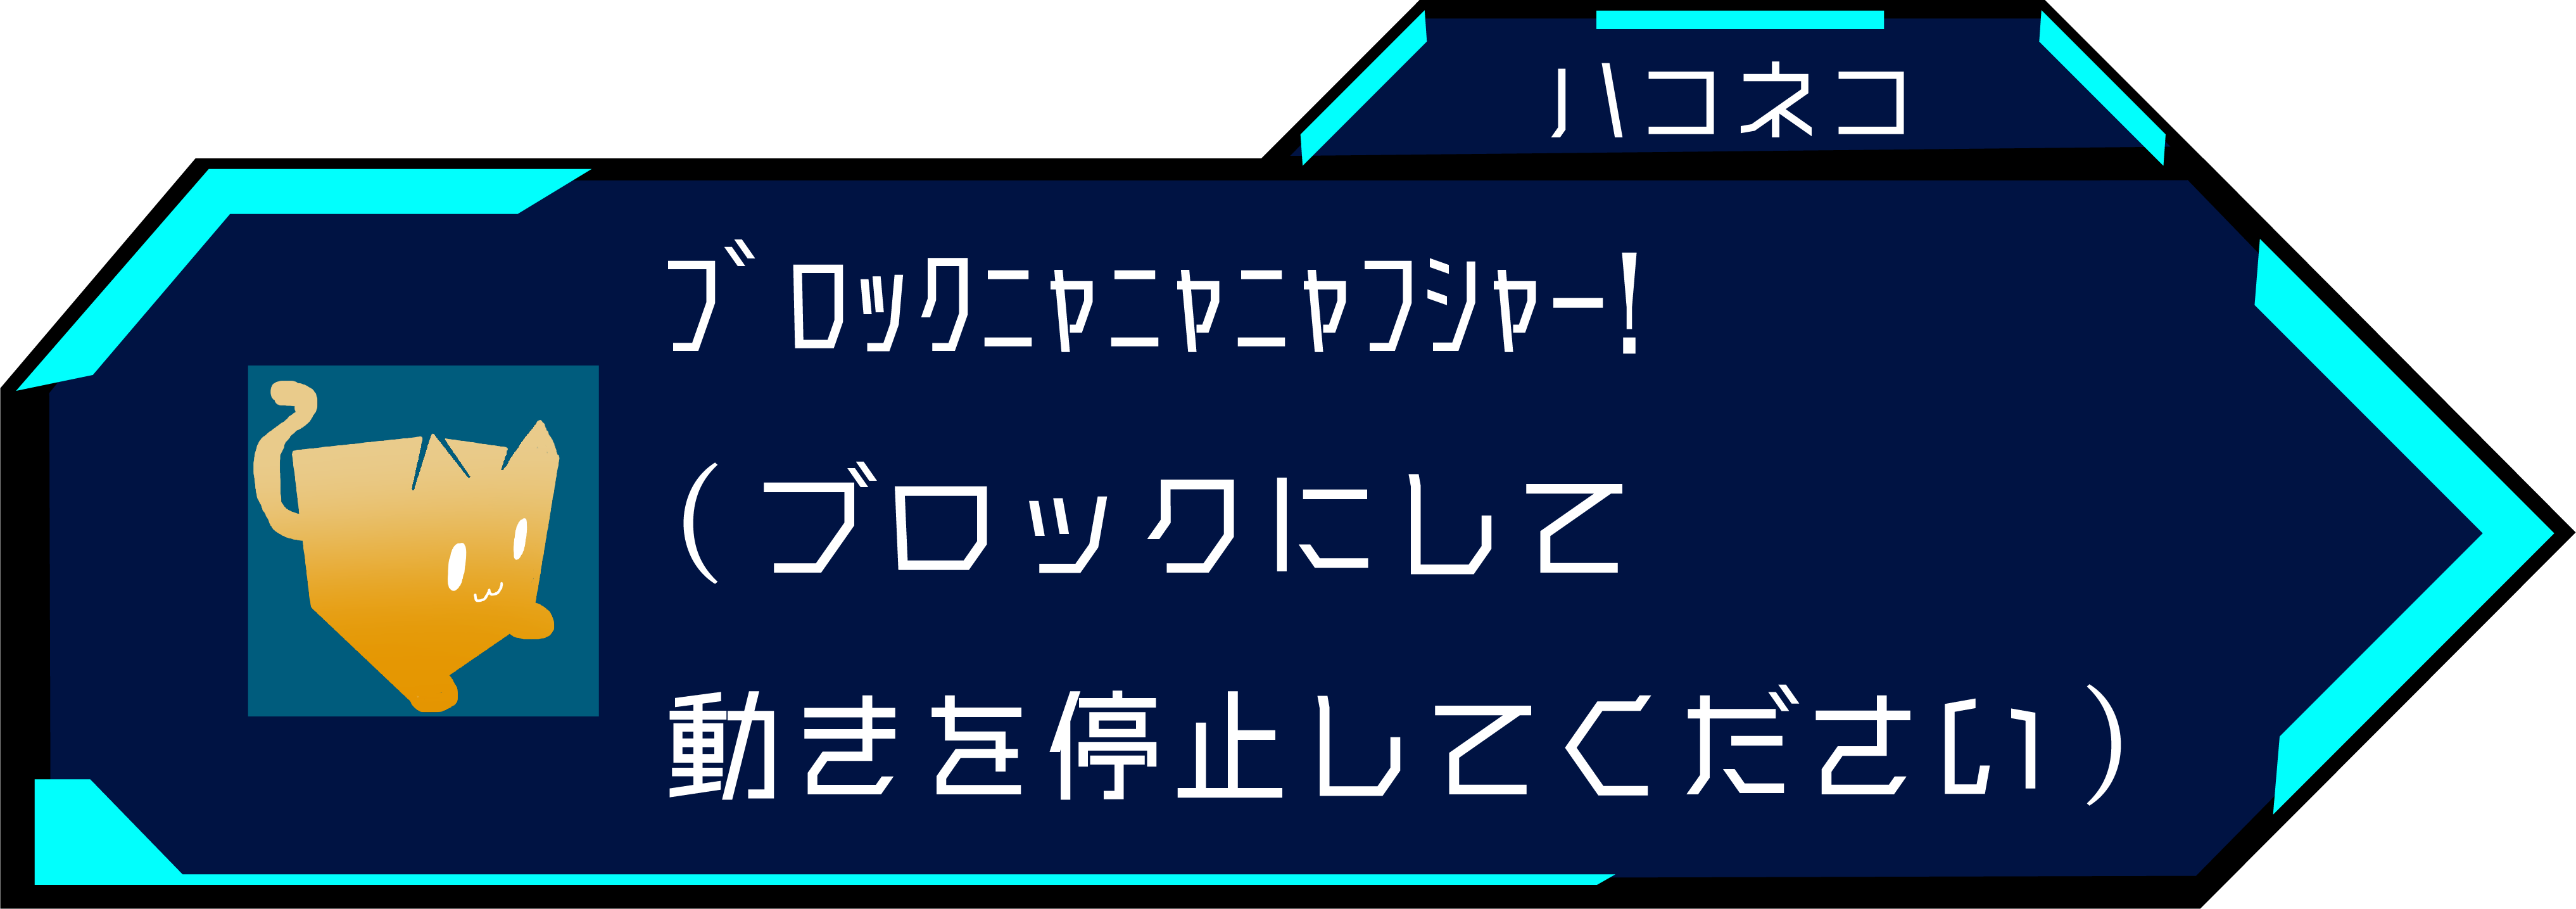 ハコネコ
ブロックニャニャニャフシャー!
(ブロックにして
動きを停止してください)